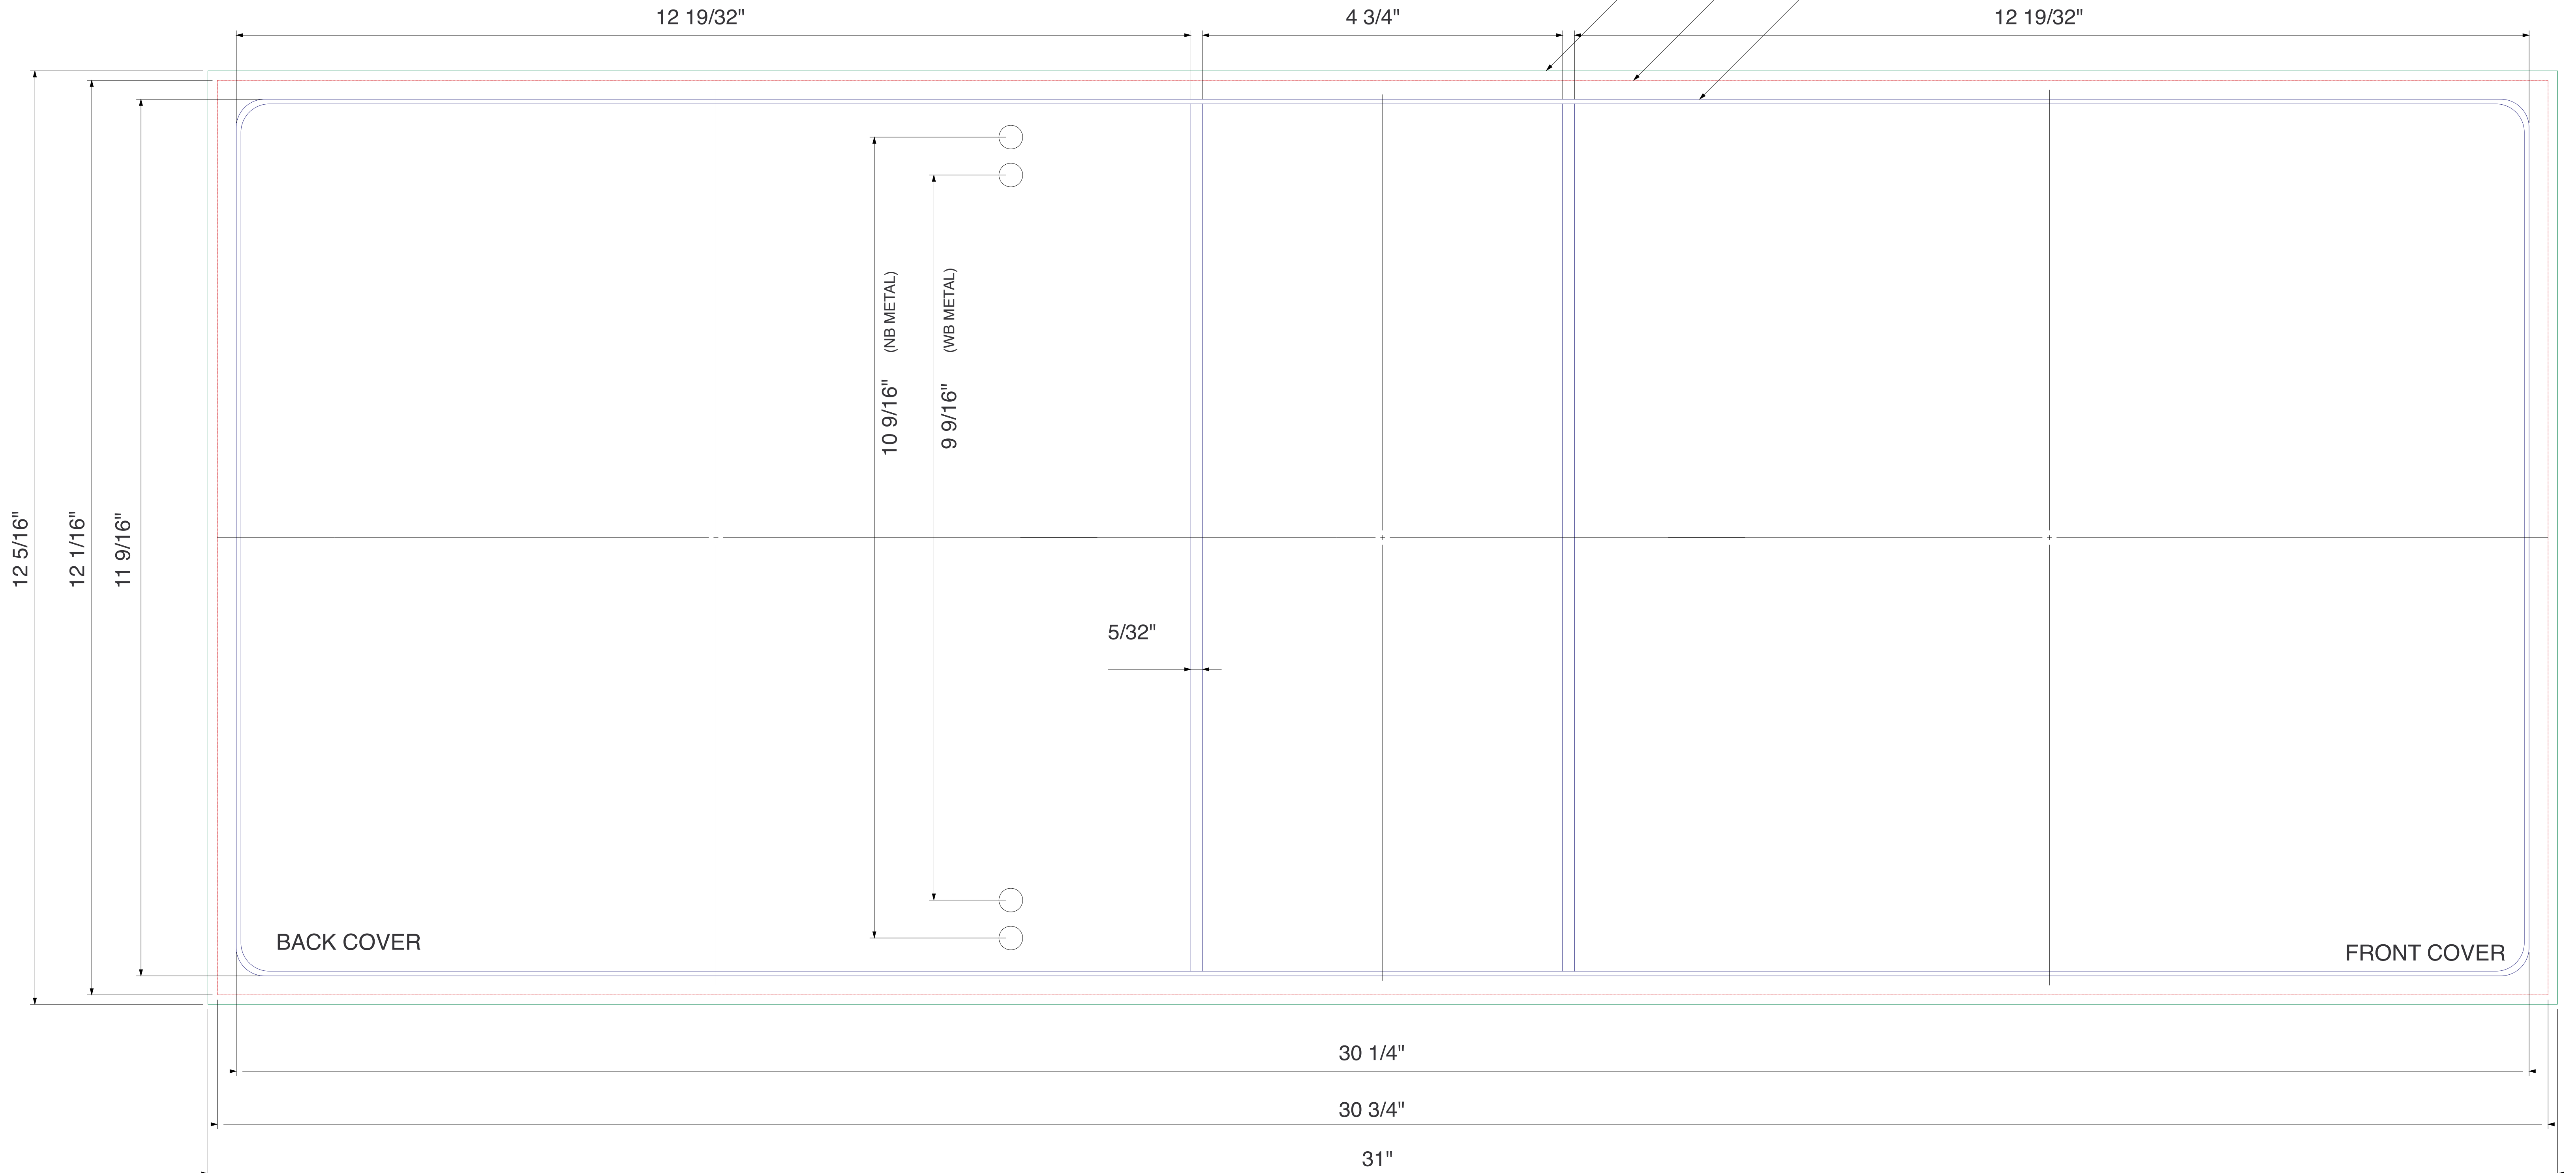 12 19/32"
4 3/4"
12 19/32"
12 5/16"
12 1/16"
11 9/16"
10 9/16" (NB METAL)
9 9/16" (WB METAL)
5/32"
BACK COVER
FRONT COVER
30 1/4"
30 3/4"
31"